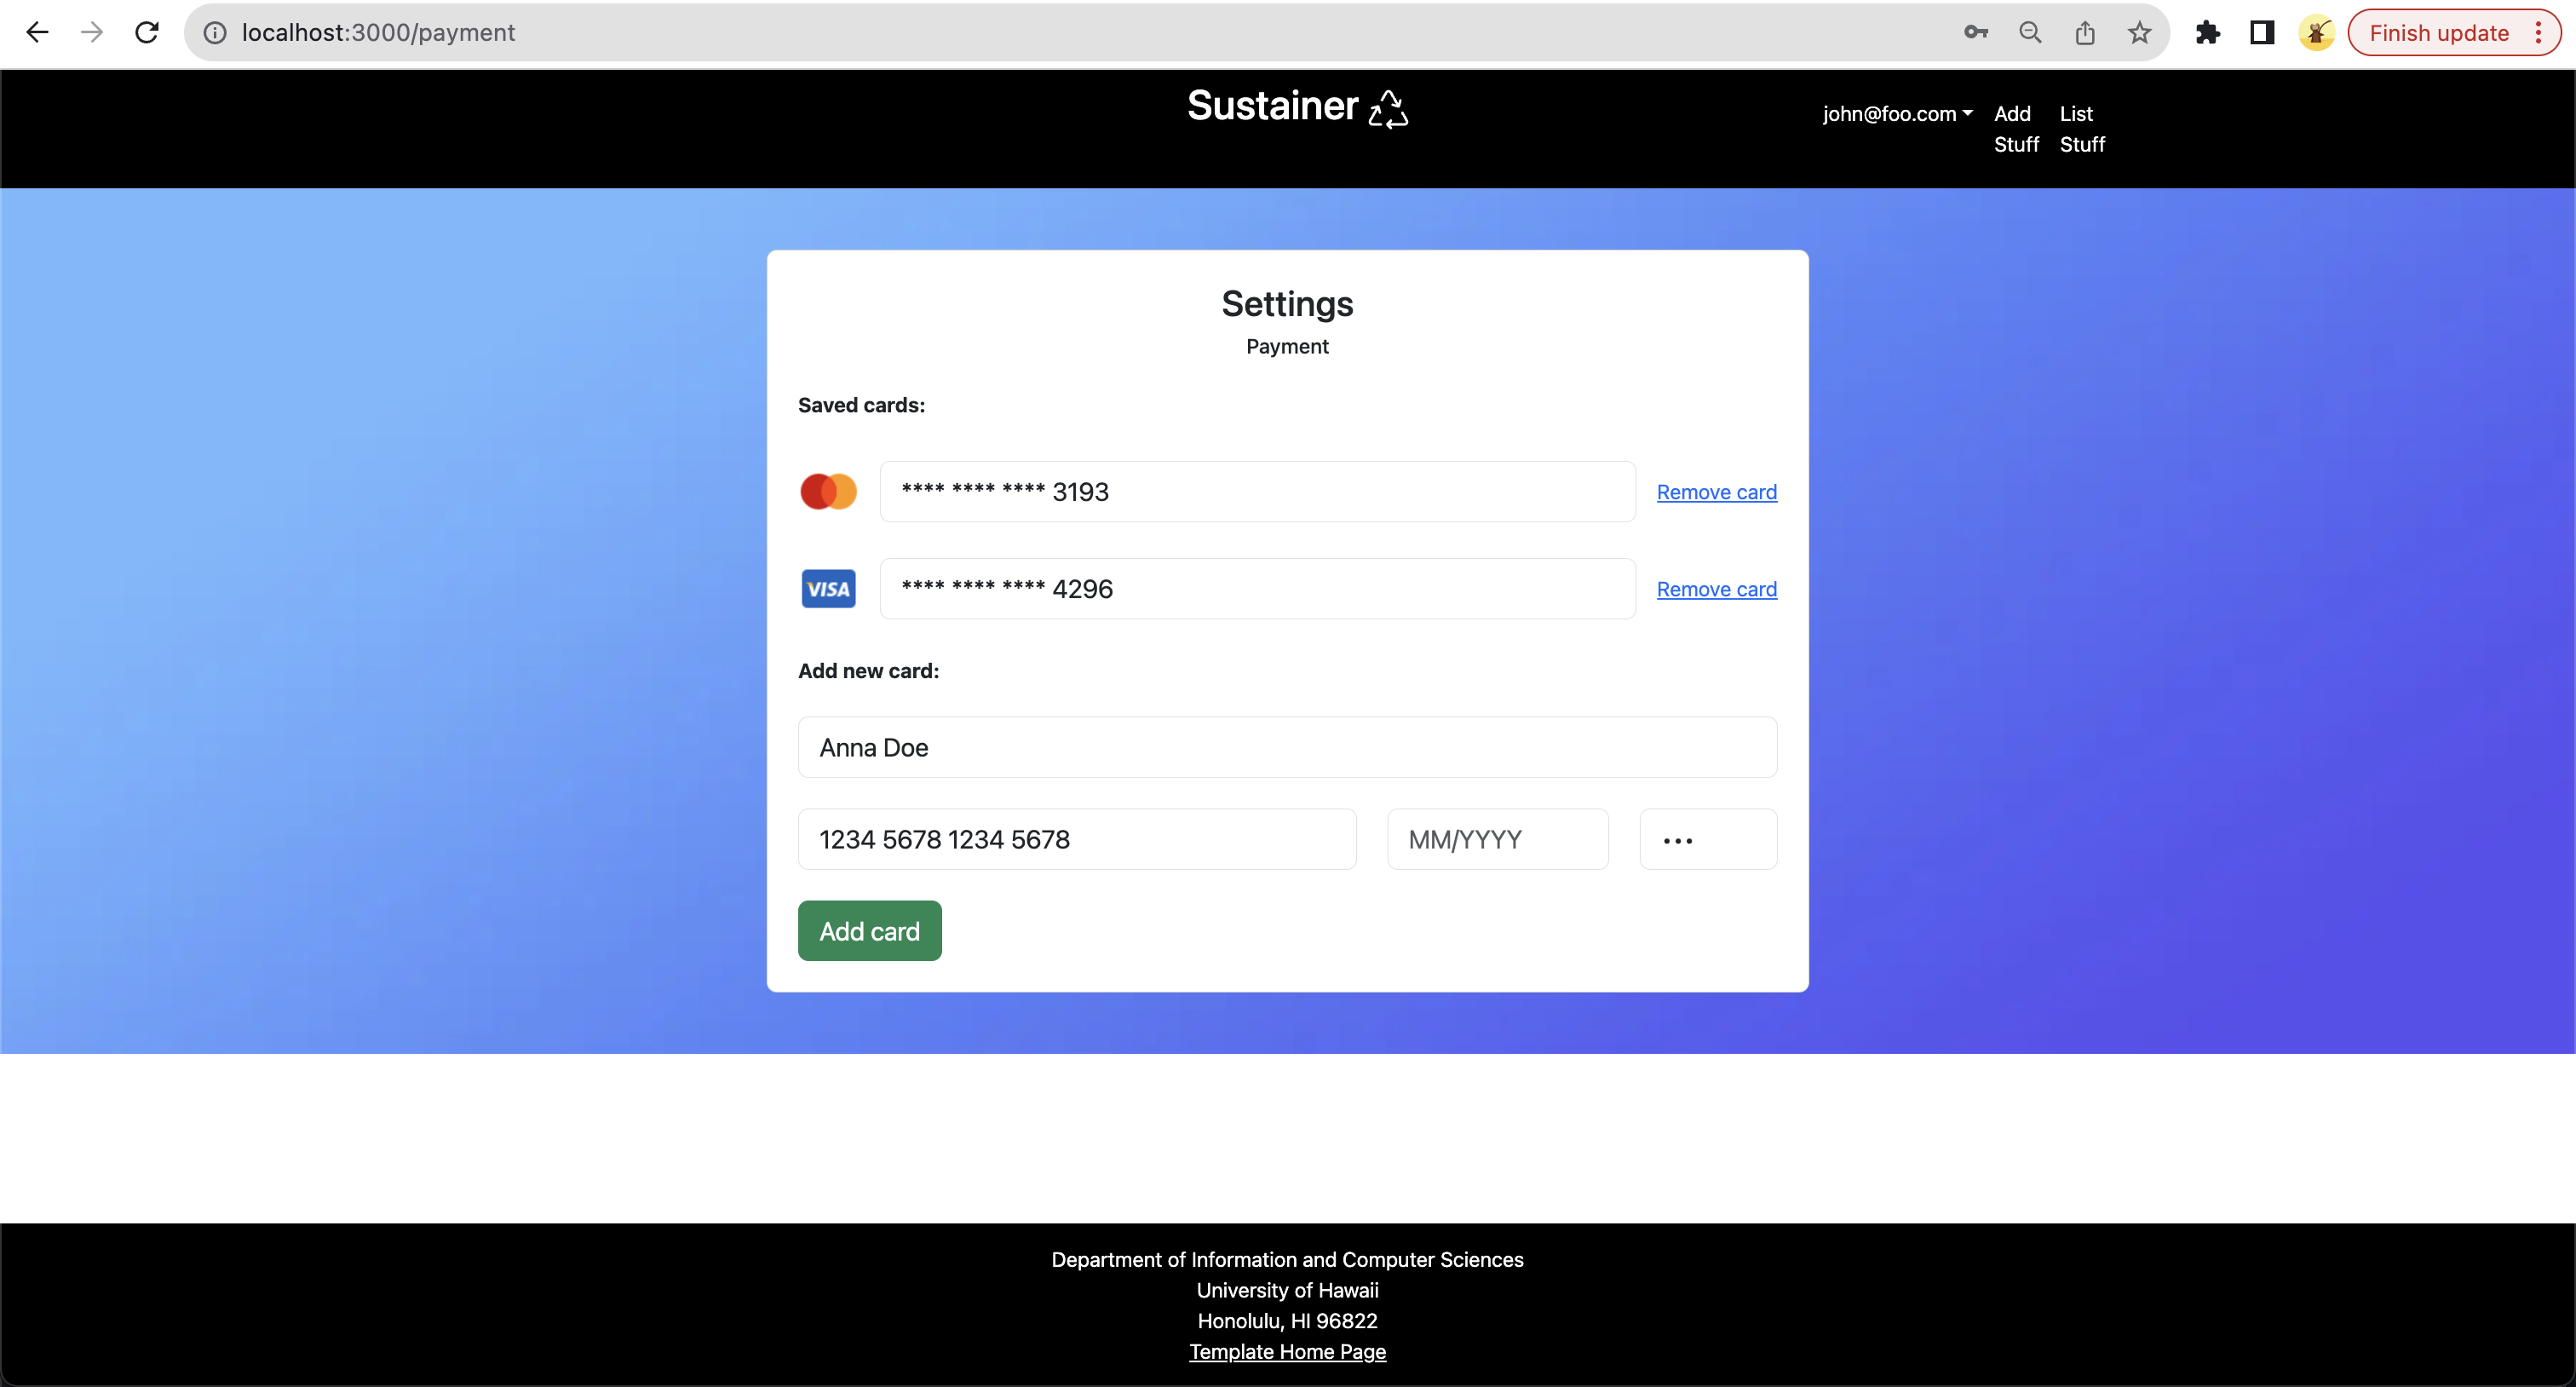 localhost:3000/payment
Finish update
Sustainer
john@foo.com
Add Stuff
List Stuff
Settings
Payment
Saved cards:
**** **** **** 3193
Remove card
VISA
**** **** **** 4296
Remove card
Add new card:
Anna Doe
1234 5678 1234 5678
MM/YYYY
•••
Add card
Department of Information and Computer Sciences
University of Hawaii
Honolulu, HI 96822
Template Home Page